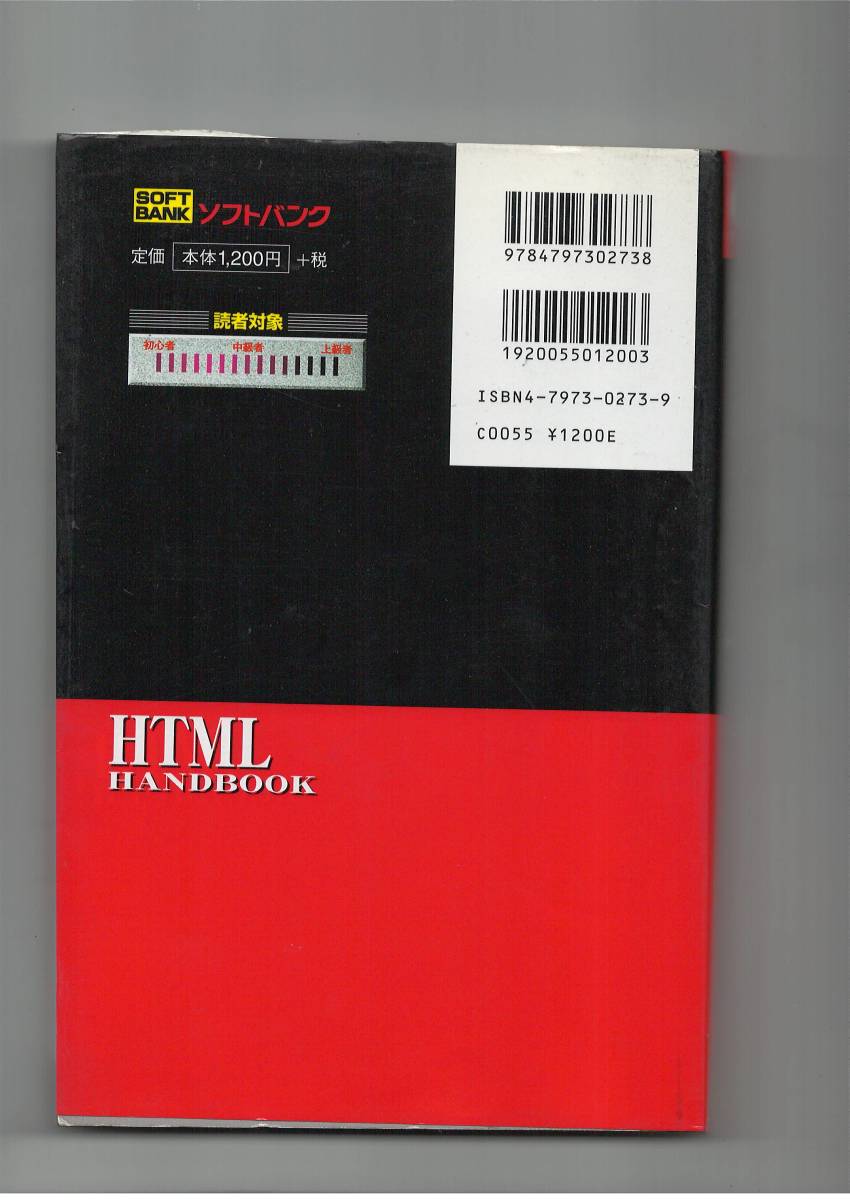 SOFT
BANK ソフトバンク
定価 本体1,200円 +税
読者対象
初心者 中級者 上級者
9784797302738
1920055012003
ISBN4-7973-0273-9
C0055 ¥1200E
HTML
HANDBOOK